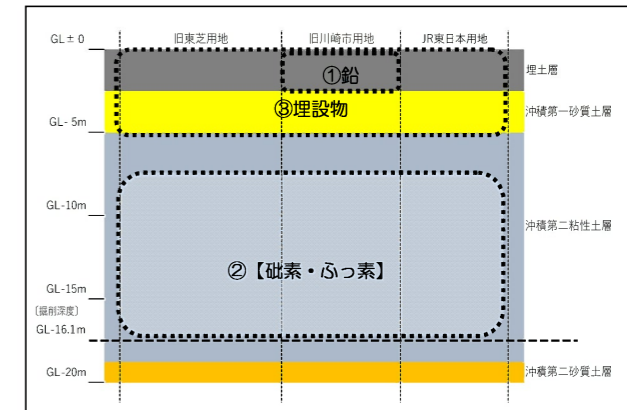 GL±0
旧東芝用地
旧川崎市用地
JR東日本用地
①鉛
埋土層
③埋設物
沖積第一砂質土層
GL- 5m
GL-10m
沖積第二粘性土層
②【砒素・ふっ素】
GL-15m
〔掘削深度〕
GL-16.1m
GL-20m
沖積第二砂質土層